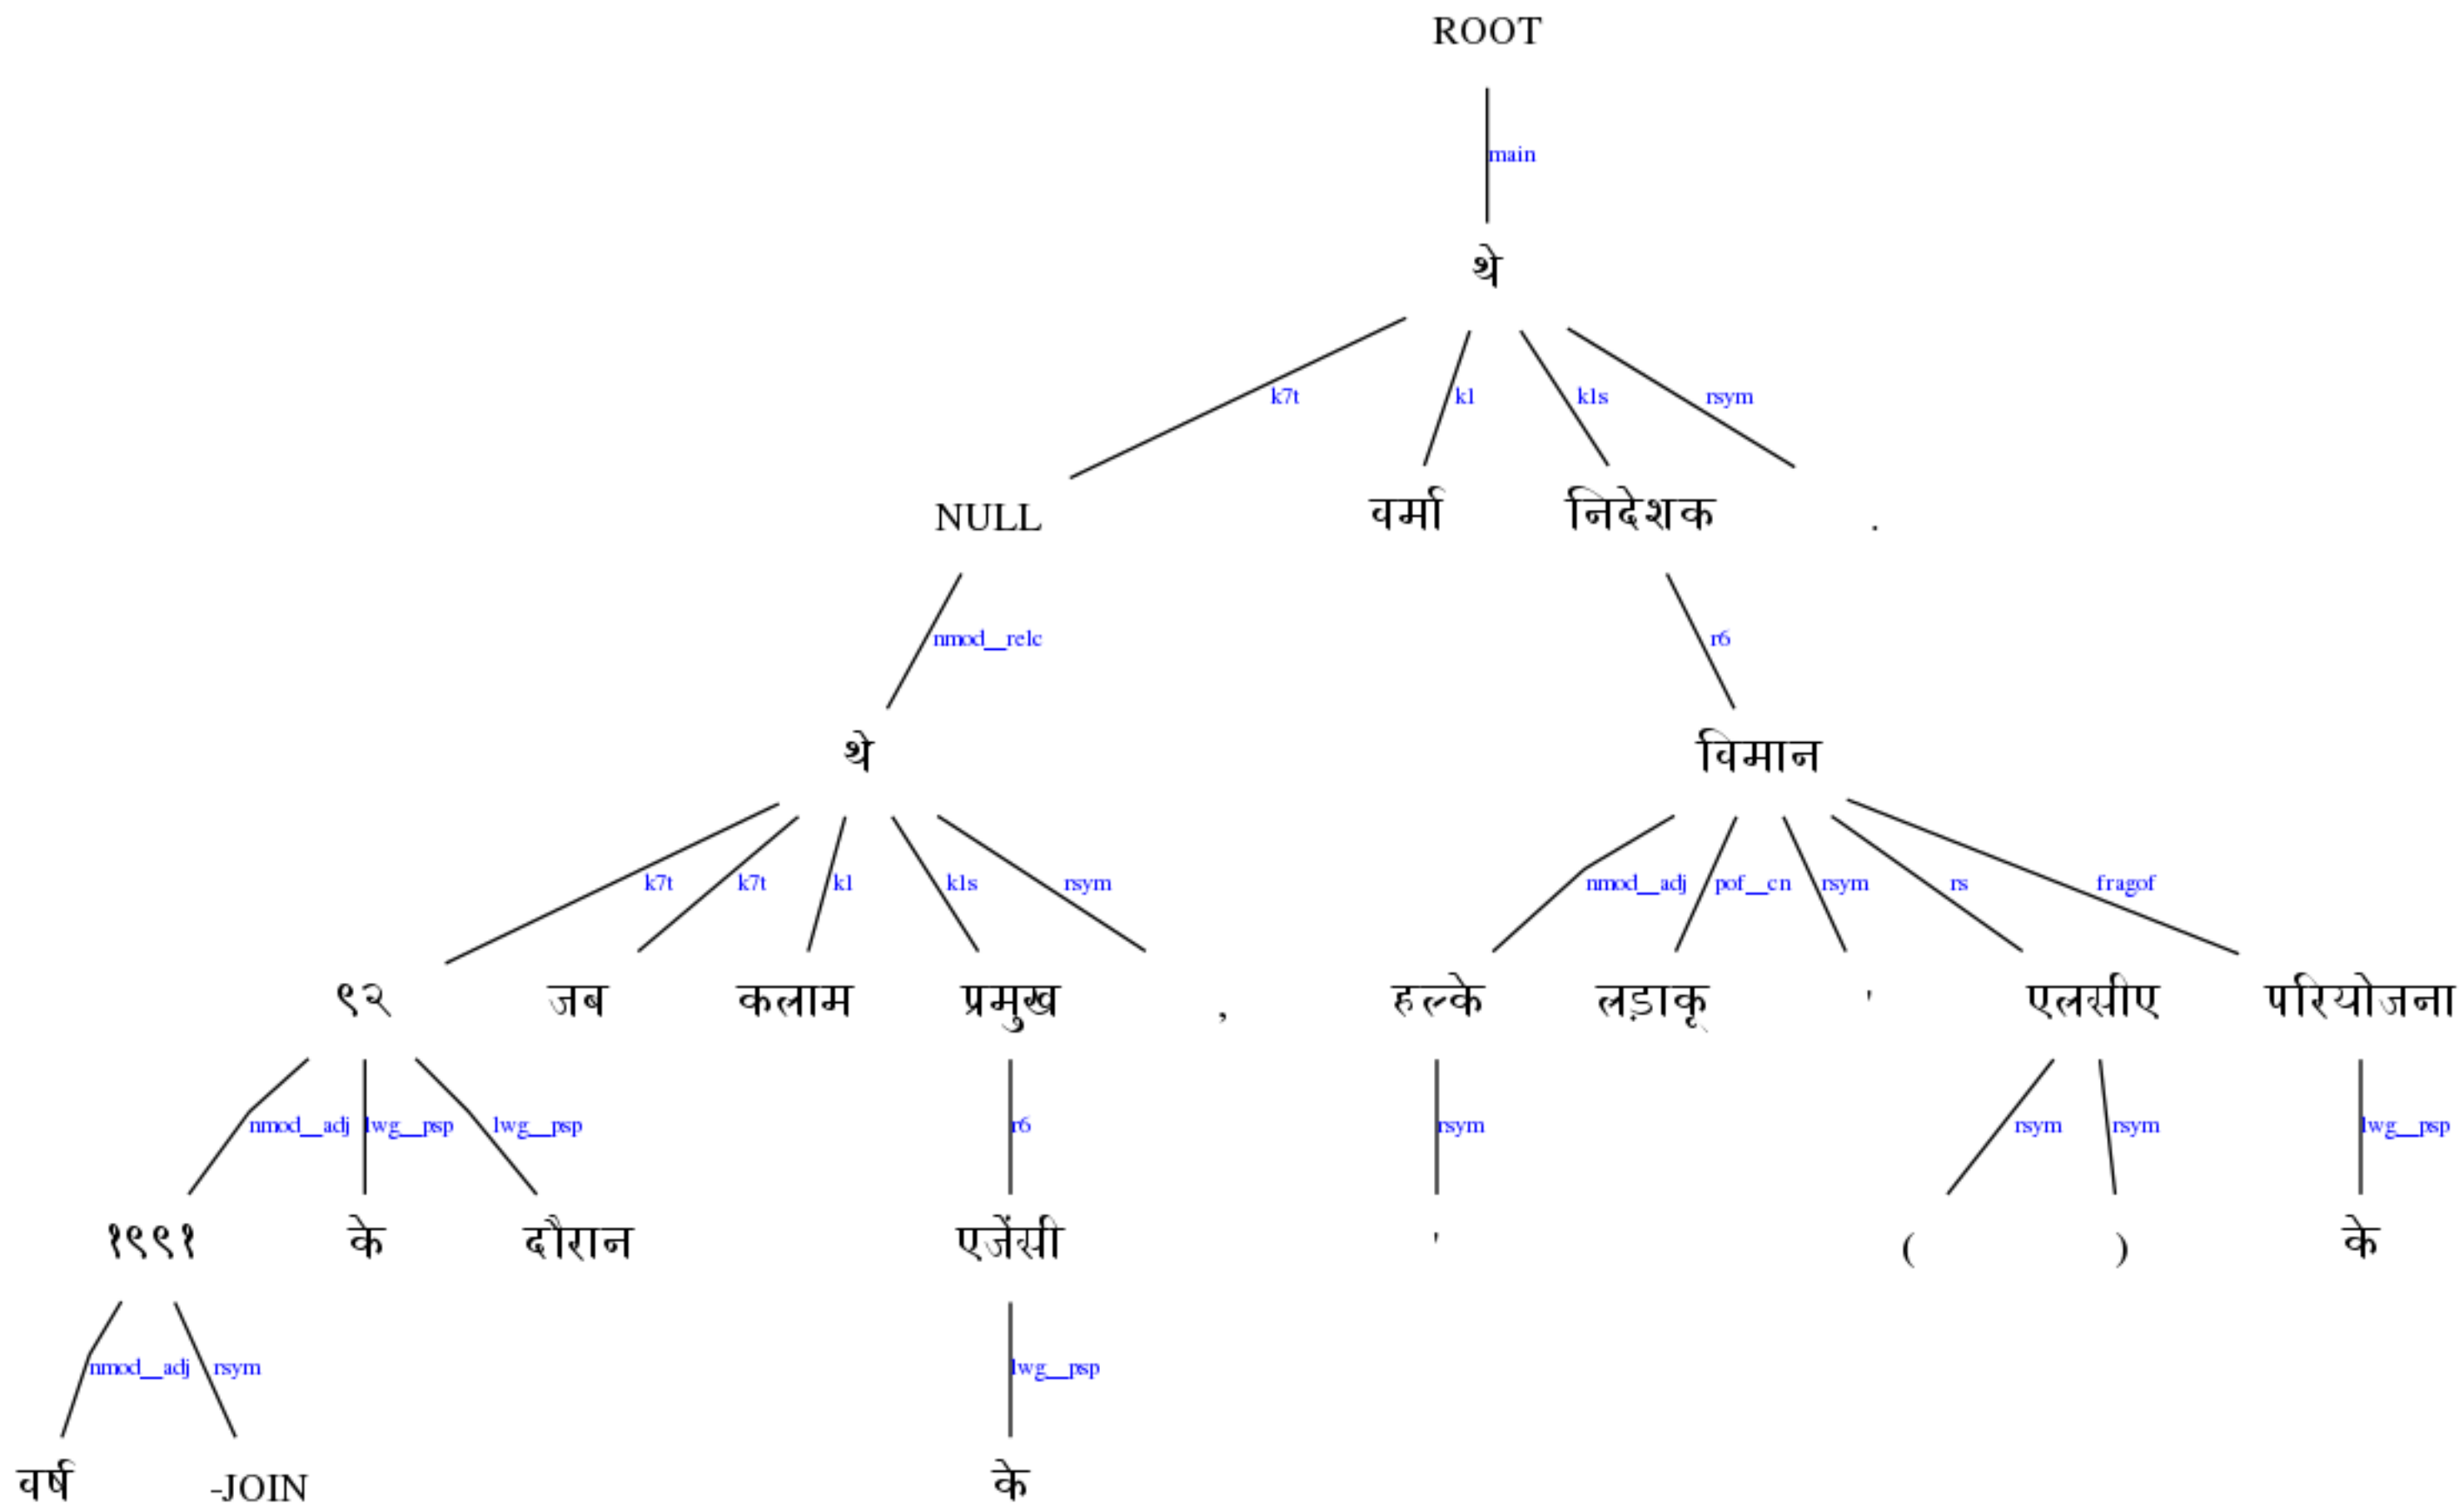 ROOT
main
थे
k7t k1 k1s rsym
NULL वर्मा निदेशक .
nmod__relc r6
थे विमान
k7t k7t k1 k1s rsym nmod__adj pof__cn rsym rs fragof
९२ जब कलाम प्रमुख , हल्के लड़ाकू ' एलसीए परियोजना
nmod__adj lwg__psp lwg__psp r6 rsym rsym rsym lwg__psp
१९९१ के दौरान एजेंसी ' ( ) के
nmod__adj rsym lwg__psp
वर्ष -JOIN के